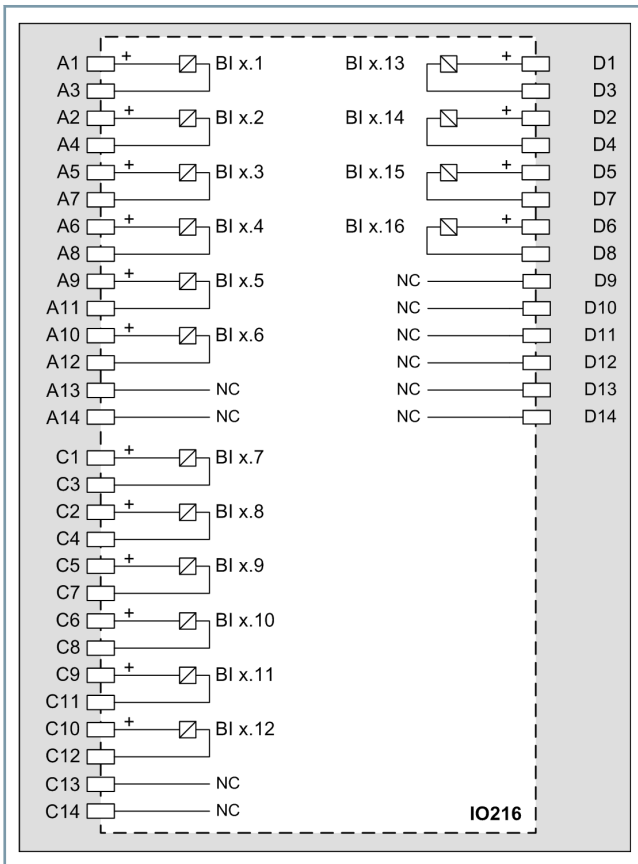 A1 + BI x.1 BI x.13 + D1
A3 D3
A2 + BI x.2 BI x.14 + D2
A4 D4
A5 + BI x.3 BI x.15 + D5
A7 D7
A6 + BI x.4 BI x.16 + D6
A8 D8
A9 + BI x.5 NC D9
A11 NC D10
A10 + BI x.6 NC D11
A12 NC D12
A13 NC NC D13
A14 NC NC D14
C1 + BI x.7
C3
C2 + BI x.8
C4
C5 + BI x.9
C7
C6 + BI x.10
C8
C9 + BI x.11
C11
C10 + BI x.12
C12
C13 NC
C14 NC IO216